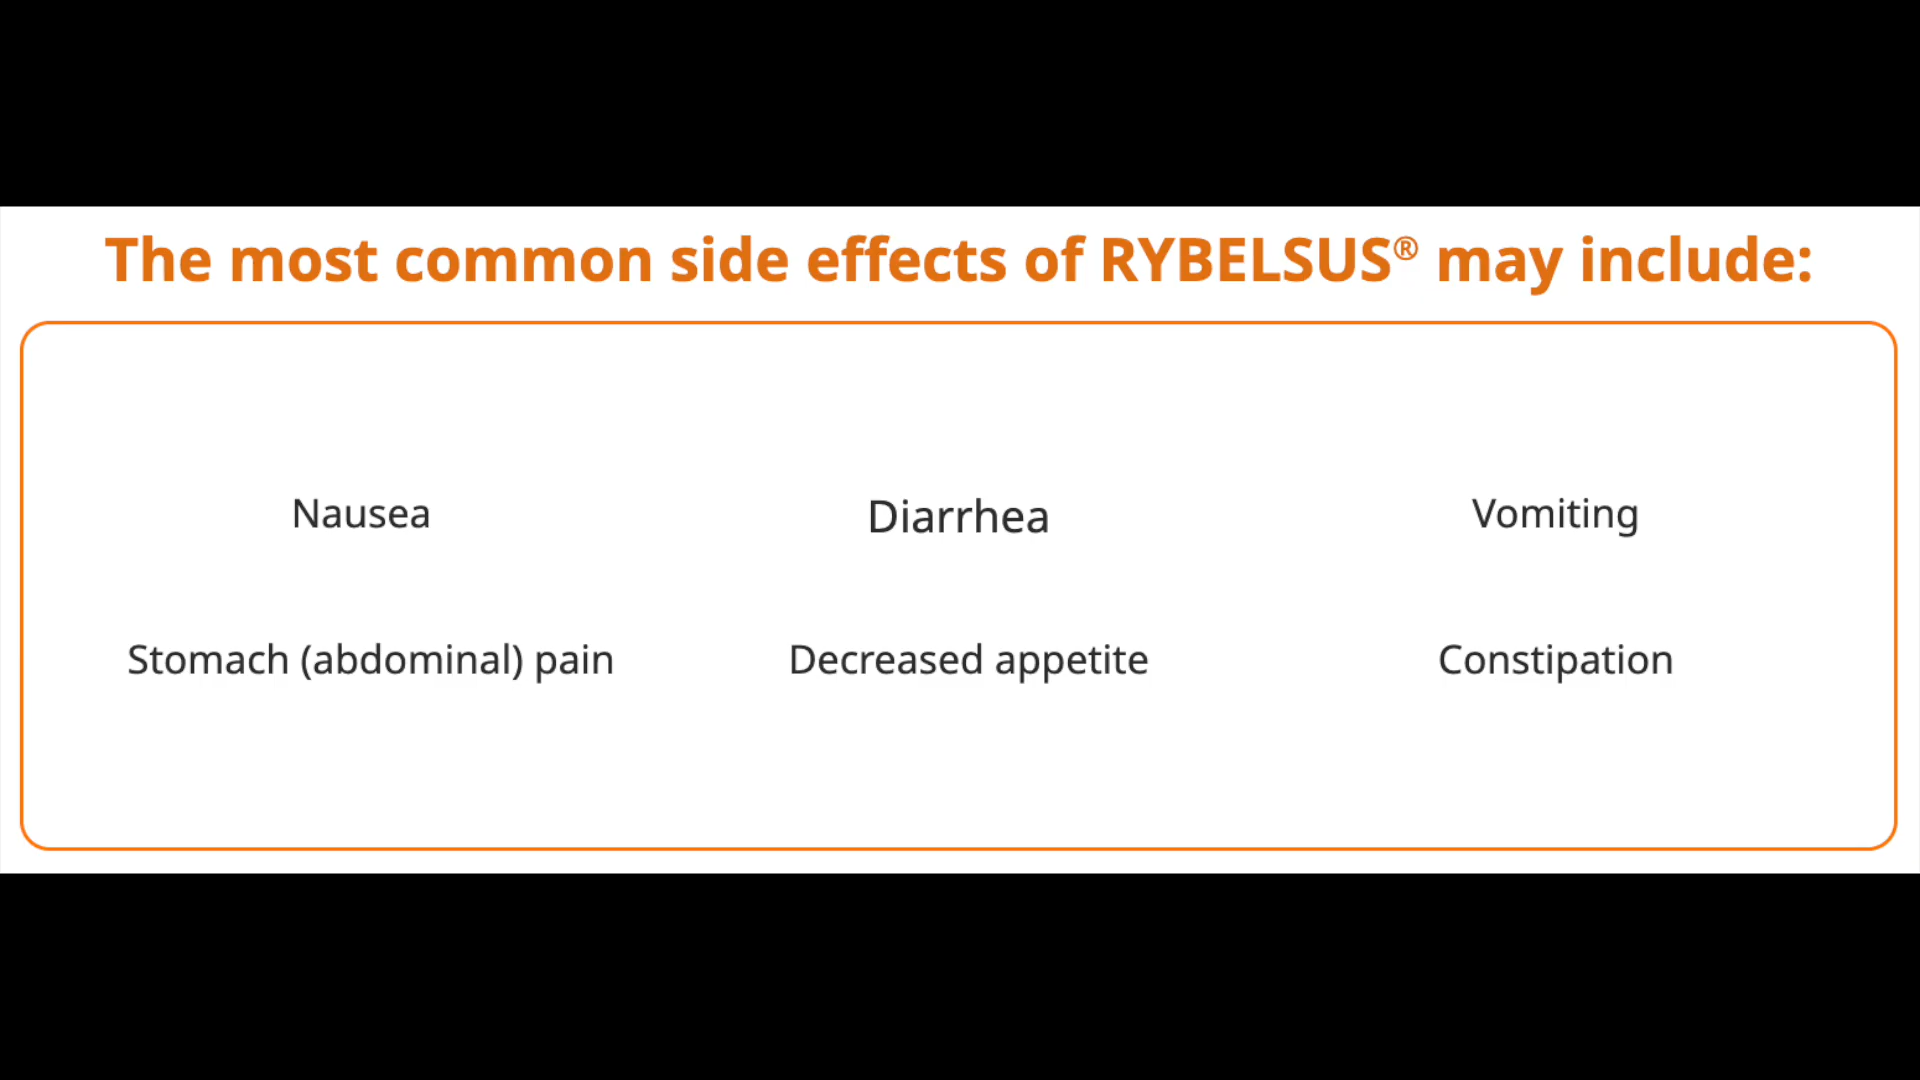 The most common side effects of RYBELSUS® may include:
Nausea Diarrhea Vomiting
Stomach (abdominal) pain Decreased appetite Constipation